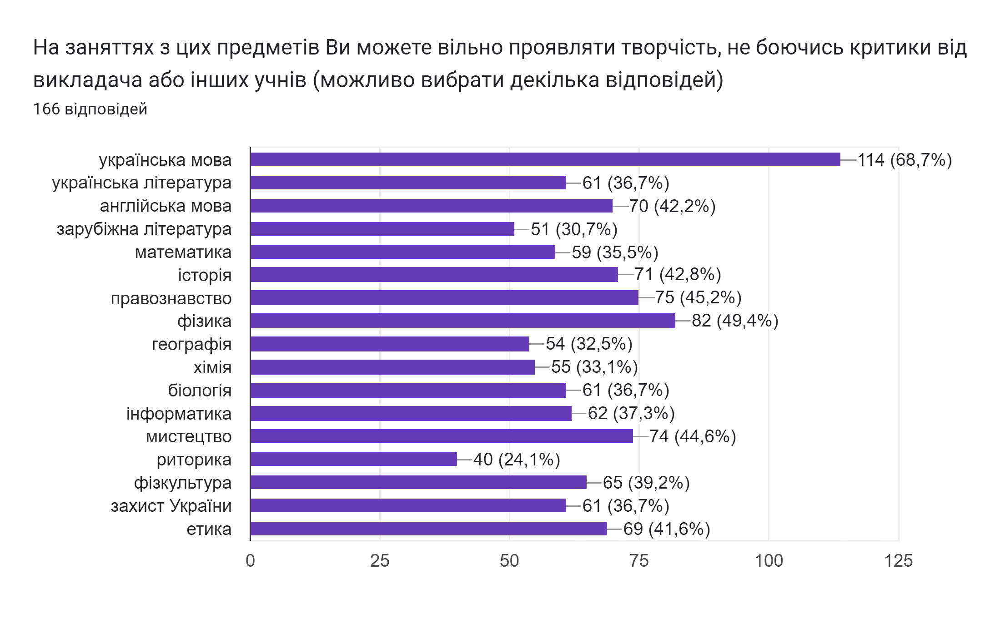 На заняттях з цих предметів Ви можете вільно проявляти творчість, не боючись критики від
викладача або інших учнів (можливо вибрати декілька відповідей)
166 відповідей
українська мова 114 (68,7%)
українська література 61 (36,7%)
англійська мова 70 (42,2%)
зарубіжна література 51 (30,7%)
математика 59 (35,5%)
історія 71 (42,8%)
правознавство 75 (45,2%)
фізика 82 (49,4%)
географія 54 (32,5%)
хімія 55 (33,1%)
біологія 61 (36,7%)
інформатика 62 (37,3%)
мистецтво 74 (44,6%)
риторика 40 (24,1%)
фізкультура 65 (39,2%)
захист України 61 (36,7%)
етика 69 (41,6%)
0 25 50 75 100 125